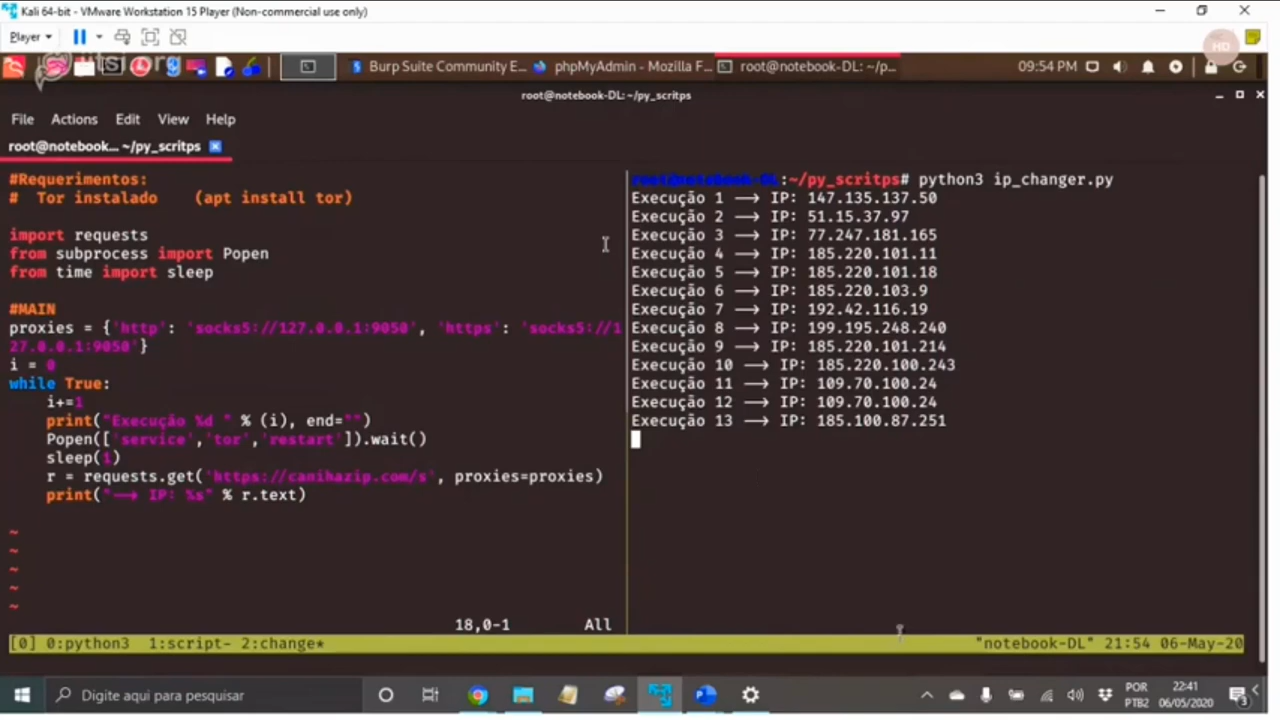 Kali 64-bit - VMware Workstation 15 Player (Non-commercial use only)
Player
HD
itsi.org
Burp Suite Community E... phpMyAdmin - Mozilla F... root@notebook-DL: ~/p... 09:54 PM
root@notebook-DL: ~/py_scritps
File Actions Edit View Help
root@notebook... ~/py_scritps
#Requerimentos:
#  Tor instalado    (apt install tor)
import requests
from subprocess import Popen
from time import sleep
#MAIN
proxies = {'http': 'socks5://127.0.0.1:9050', 'https': 'socks5://1
27.0.0.1:9050'}
i = 0
while True:
    i+=1
    print("Execução %d " % (i), end="")
    Popen(['service','tor','restart']).wait()
    sleep(1)
    r = requests.get('https://canihazip.com/s', proxies=proxies)
    print("--> IP: %s" % r.text)
~
~
~
~
~
18,0-1 All
root@notebook-DL:~/py_scritps# python3 ip_changer.py
Execução 1 --> IP: 147.135.137.50
Execução 2 --> IP: 51.15.37.97
Execução 3 --> IP: 77.247.181.165
Execução 4 --> IP: 185.220.101.11
Execução 5 --> IP: 185.220.101.18
Execução 6 --> IP: 185.220.103.9
Execução 7 --> IP: 192.42.116.19
Execução 8 --> IP: 199.195.248.240
Execução 9 --> IP: 185.220.101.214
Execução 10 --> IP: 185.220.100.243
Execução 11 --> IP: 109.70.100.24
Execução 12 --> IP: 109.70.100.24
Execução 13 --> IP: 185.100.87.251
[0] 0:python3 1:script- 2:change* "notebook-DL" 21:54 06-May-20
Digite aqui para pesquisar
POR
PTB2
22:41
06/05/2020
3